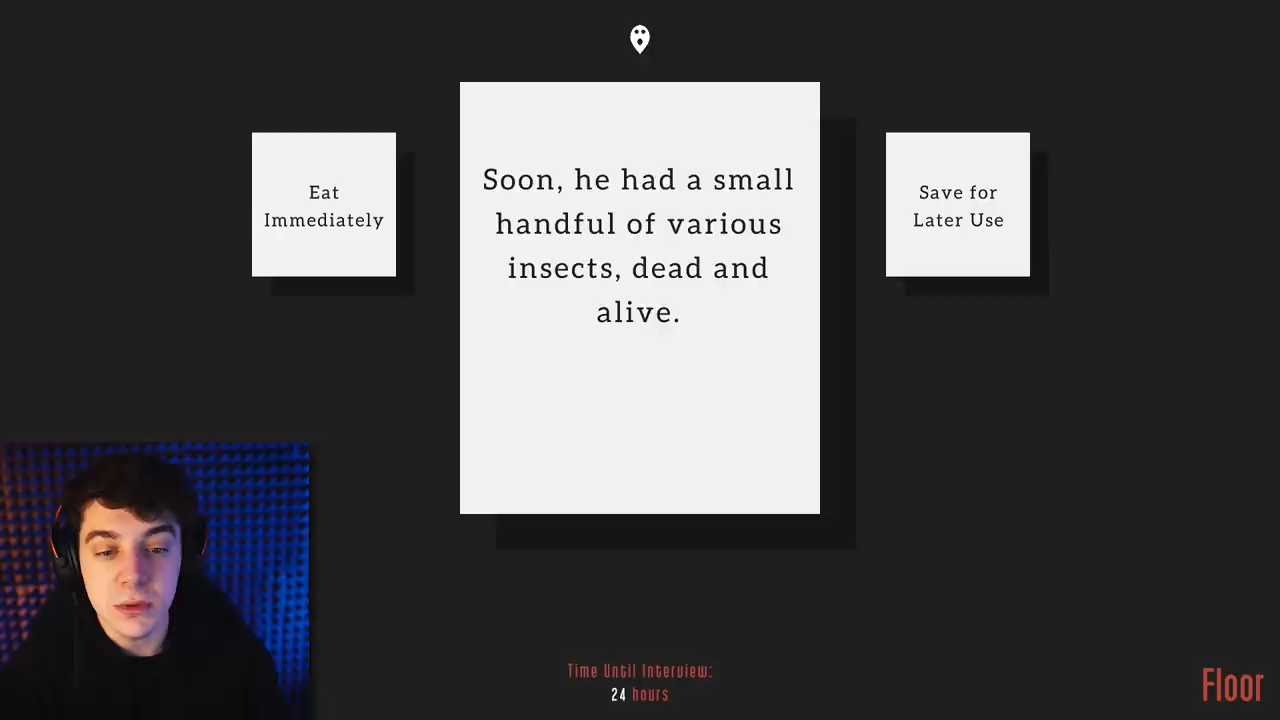 Eat
Immediately
Soon, he had a small
handful of various
insects, dead and
alive.
Save for
Later Use
Time Until Interview:
24 hours
Floor